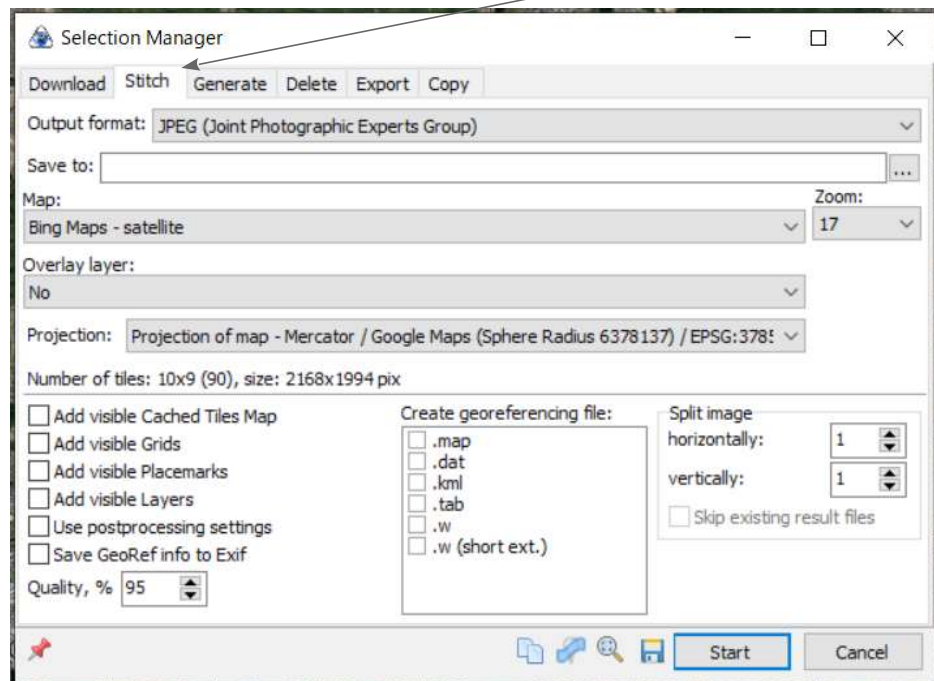 Selection Manager
Download Stitch Generate Delete Export Copy
Output format: JPEG (Joint Photographic Experts Group)
Save to: ...
Map: Zoom:
Bing Maps - satellite 17
Overlay layer:
No
Projection: Projection of map - Mercator / Google Maps (Sphere Radius 6378137) / EPSG:3785
Number of tiles: 10x9 (90), size: 2168x1994 pix
Add visible Cached Tiles Map Create georeferencing file: Split image
Add visible Grids .map horizontally: 1
Add visible Placemarks .dat
.kml vertically: 1
Add visible Layers .tab
Use postprocessing settings .w Skip existing result files
Save GeoRef info to Exif .w (short ext.)
Quality, % 95
Start Cancel